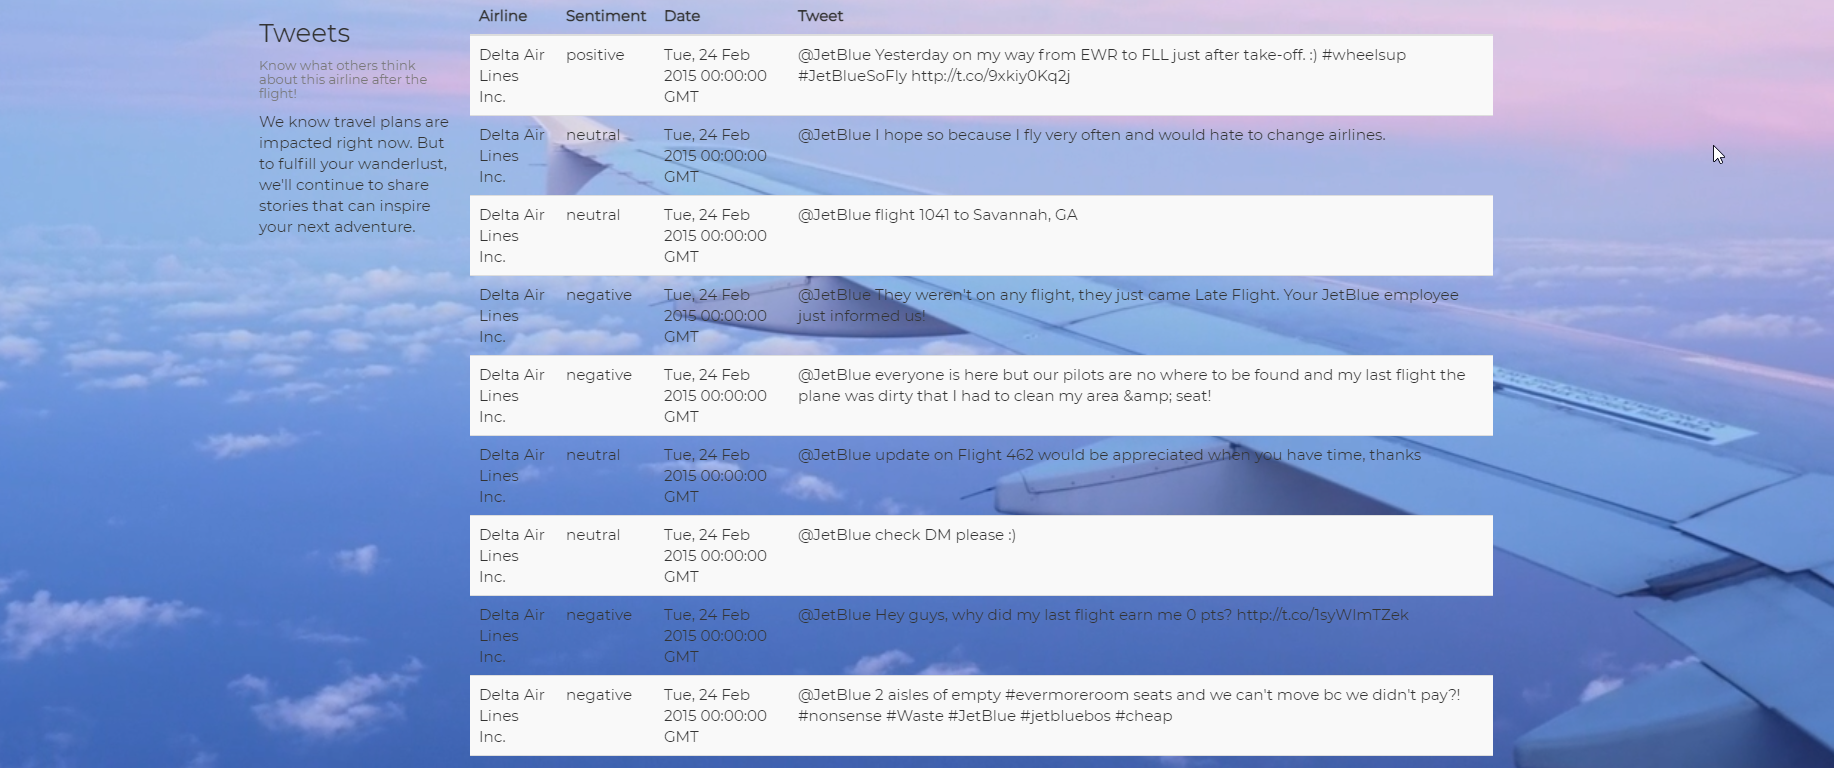 Tweets
Know what others think
about this airline after the
flight!
We know travel plans are
impacted right now. But
to fulfill your wanderlust,
we'll continue to share
stories that can inspire
your next adventure.
Airline Sentiment Date Tweet
Delta Air positive Tue, 24 Feb @JetBlue Yesterday on my way from EWR to FLL just after take-off. :) #wheelsup
Lines 2015 00:00:00 #JetBlueSoFly http://t.co/9xkiy0Kq2j
Inc. GMT
Delta Air neutral Tue, 24 Feb @JetBlue I hope so because I fly very often and would hate to change airlines.
Lines 2015 00:00:00
Inc. GMT
Delta Air neutral Tue, 24 Feb @JetBlue flight 1041 to Savannah, GA
Lines 2015 00:00:00
Inc. GMT
Delta Air negative Tue, 24 Feb @JetBlue They weren't on any flight, they just came Late Flight. Your JetBlue employee
Lines 2015 00:00:00 just informed us!
Inc. GMT
Delta Air negative Tue, 24 Feb @JetBlue everyone is here but our pilots are no where to be found and my last flight the
Lines 2015 00:00:00 plane was dirty that I had to clean my area &amp; seat!
Inc. GMT
Delta Air neutral Tue, 24 Feb @JetBlue update on Flight 462 would be appreciated when you have time, thanks
Lines 2015 00:00:00
Inc. GMT
Delta Air neutral Tue, 24 Feb @JetBlue check DM please :)
Lines 2015 00:00:00
Inc. GMT
Delta Air negative Tue, 24 Feb @JetBlue Hey guys, why did my last flight earn me 0 pts? http://t.co/1syWlmTZek
Lines 2015 00:00:00
Inc. GMT
Delta Air negative Tue, 24 Feb @JetBlue 2 aisles of empty #evermoreroom seats and we can't move bc we didn't pay?!
Lines 2015 00:00:00 #nonsense #Waste #JetBlue #jetbluebos #cheap
Inc. GMT